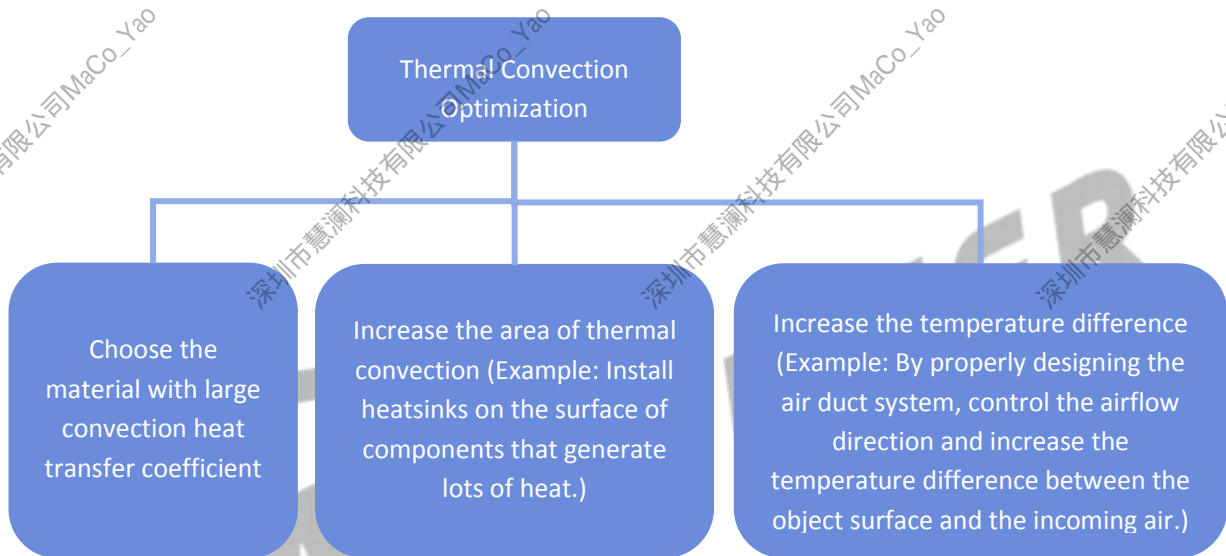 Thermal Convection
Optimization
Choose the
material with large
convection heat
transfer coefficient
Increase the area of thermal
convection (Example: Install
heatsinks on the surface of
components that generate
lots of heat.)
Increase the temperature difference
(Example: By properly designing the
air duct system, control the airflow
direction and increase the
temperature difference between the
object surface and the incoming air.)
有限公司MaCo_Yao
深圳市慧澜科技有限公司MaCo_Yao
深圳市慧澜科技有限公司MaCo_Yao
深圳市慧澜科技有限公